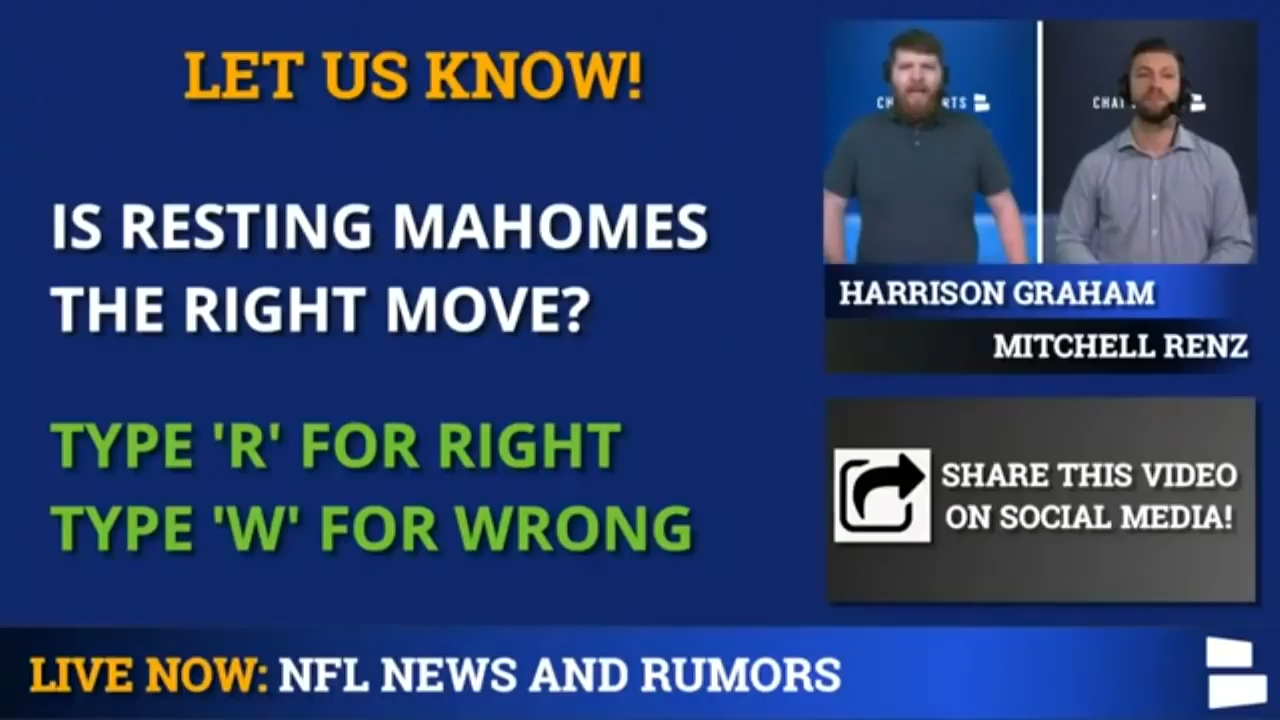 LET US KNOW!
IS RESTING MAHOMES
THE RIGHT MOVE?
TYPE 'R' FOR RIGHT
TYPE 'W' FOR WRONG
HARRISON GRAHAM
MITCHELL RENZ
SHARE THIS VIDEO
ON SOCIAL MEDIA!
LIVE NOW: NFL NEWS AND RUMORS